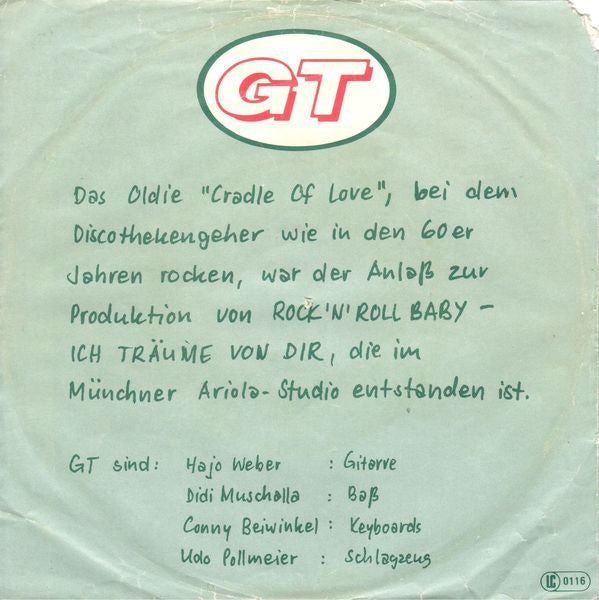 GT
Das Oldie "Cradle Of Love", bei dem
Discothekengeher wie in den 60er
Jahren rocken, war der Anlaß zur
Produktion von ROCK'N'ROLL BABY –
ICH TRÄUME VON DIR, die im
Münchner Ariola-Studio entstanden ist.
GT sind: Hajo Weber : Gitarre
Didi Muschalla : Baß
Conny Beiwinkel : Keyboards
Udo Pollmeier : Schlagzeug
LC 0116